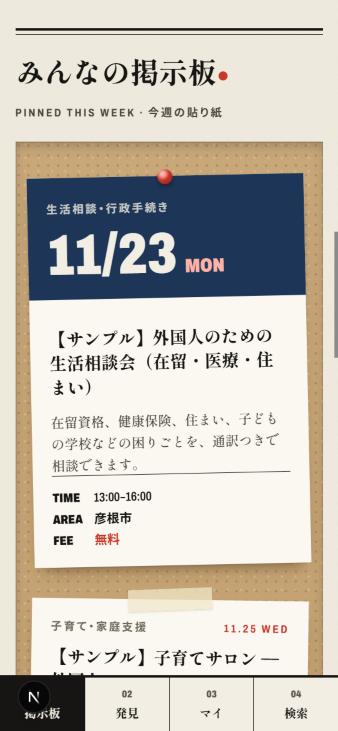 みんなの掲示板
PINNED THIS WEEK · 今週の貼り紙
生活相談・行政手続き
11/23 MON
【サンプル】外国人のための
生活相談会（在留・医療・住
まい）
在留資格、健康保険、住まい、子ども
の学校などの困りごとを、通訳つきで
相談できます。
TIME 13:00–16:00
AREA 彦根市
FEE 無料
子育て・家庭支援 11.25 WED
【サンプル】子育てサロン —
N
掲示板
02
発見
03
マイ
04
検索